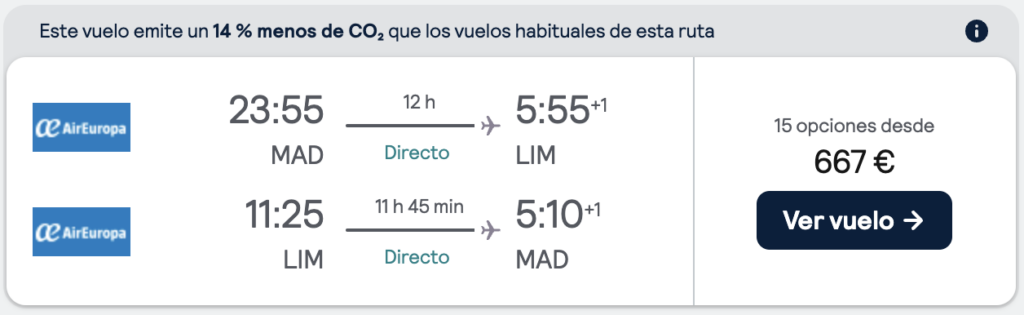 Este vuelo emite un 14 % menos de CO₂ que los vuelos habituales de esta ruta
AirEuropa
23:55
12 h
5:55+1
MAD
Directo
LIM
AirEuropa
11:25
11 h 45 min
5:10+1
LIM
Directo
MAD
15 opciones desde
667 €
Ver vuelo →